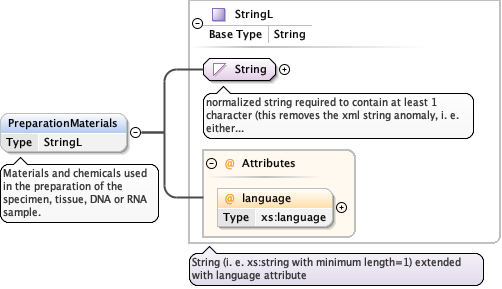 StringL
Base Type String
String
normalized string required to contain at least 1
character (this removes the xml string anomaly, i. e.
either...
PreparationMaterials
Type StringL
Materials and chemicals used
in the preparation of the
specimen, tissue, DNA or RNA
sample.
@ Attributes
@ language
Type xs:language
String (i. e. xs:string with minimum length=1) extended
with language attribute